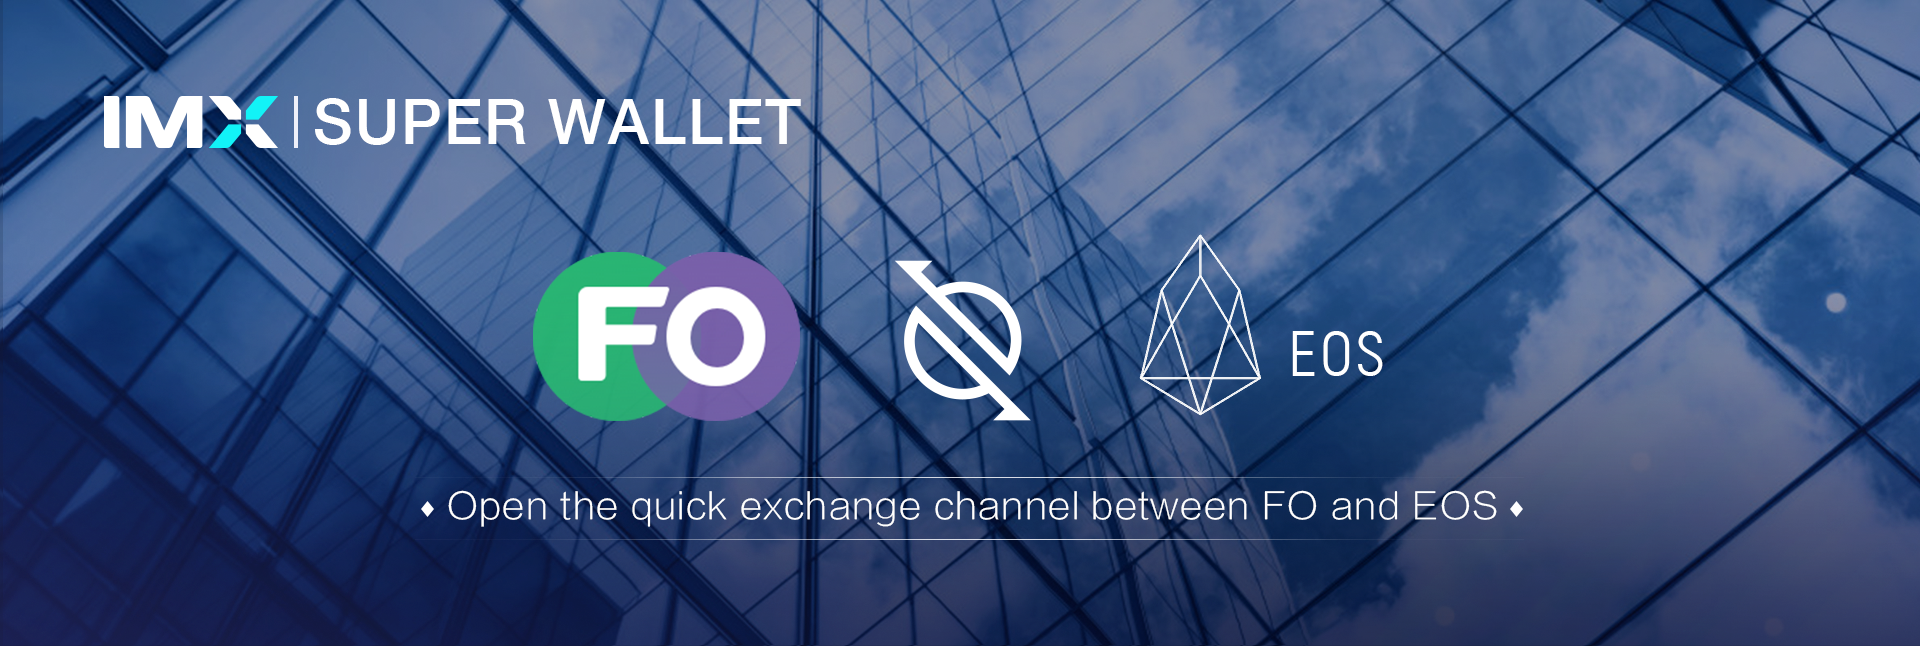 IMX | SUPER WALLET
FO
EOS
Open the quick exchange channel between FO and EOS